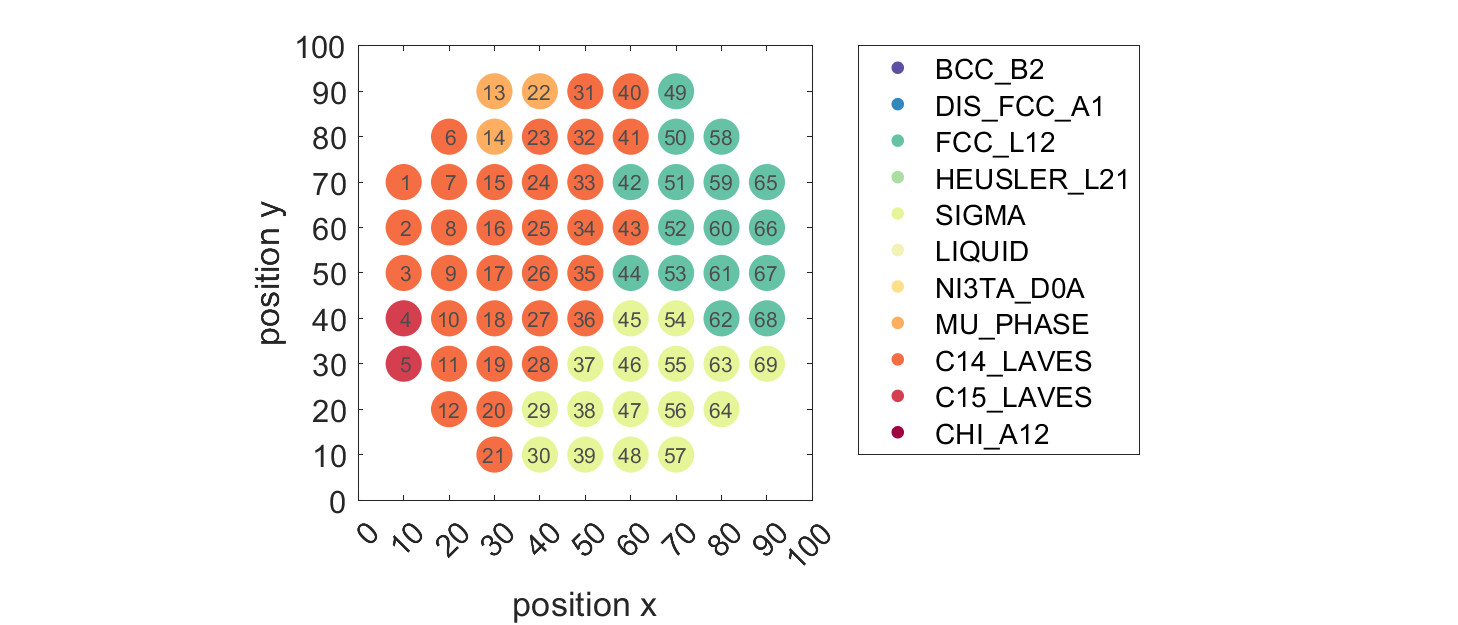 100
90
80
70
60
50
40
30
20
10
0
position y
13 22 31 40 49
6 14 23 32 41 50 58
1 7 15 24 33 42 51 59 65
2 8 16 25 34 43 52 60 66
3 9 17 26 35 44 53 61 67
4 10 18 27 36 45 54 62 68
5 11 19 28 37 46 55 63 69
12 20 29 38 47 56 64
21 30 39 48 57
0 10 20 30 40 50 60 70 80 90 100
position x
BCC_B2
DIS_FCC_A1
FCC_L12
HEUSLER_L21
SIGMA
LIQUID
NI3TA_D0A
MU_PHASE
C14_LAVES
C15_LAVES
CHI_A12